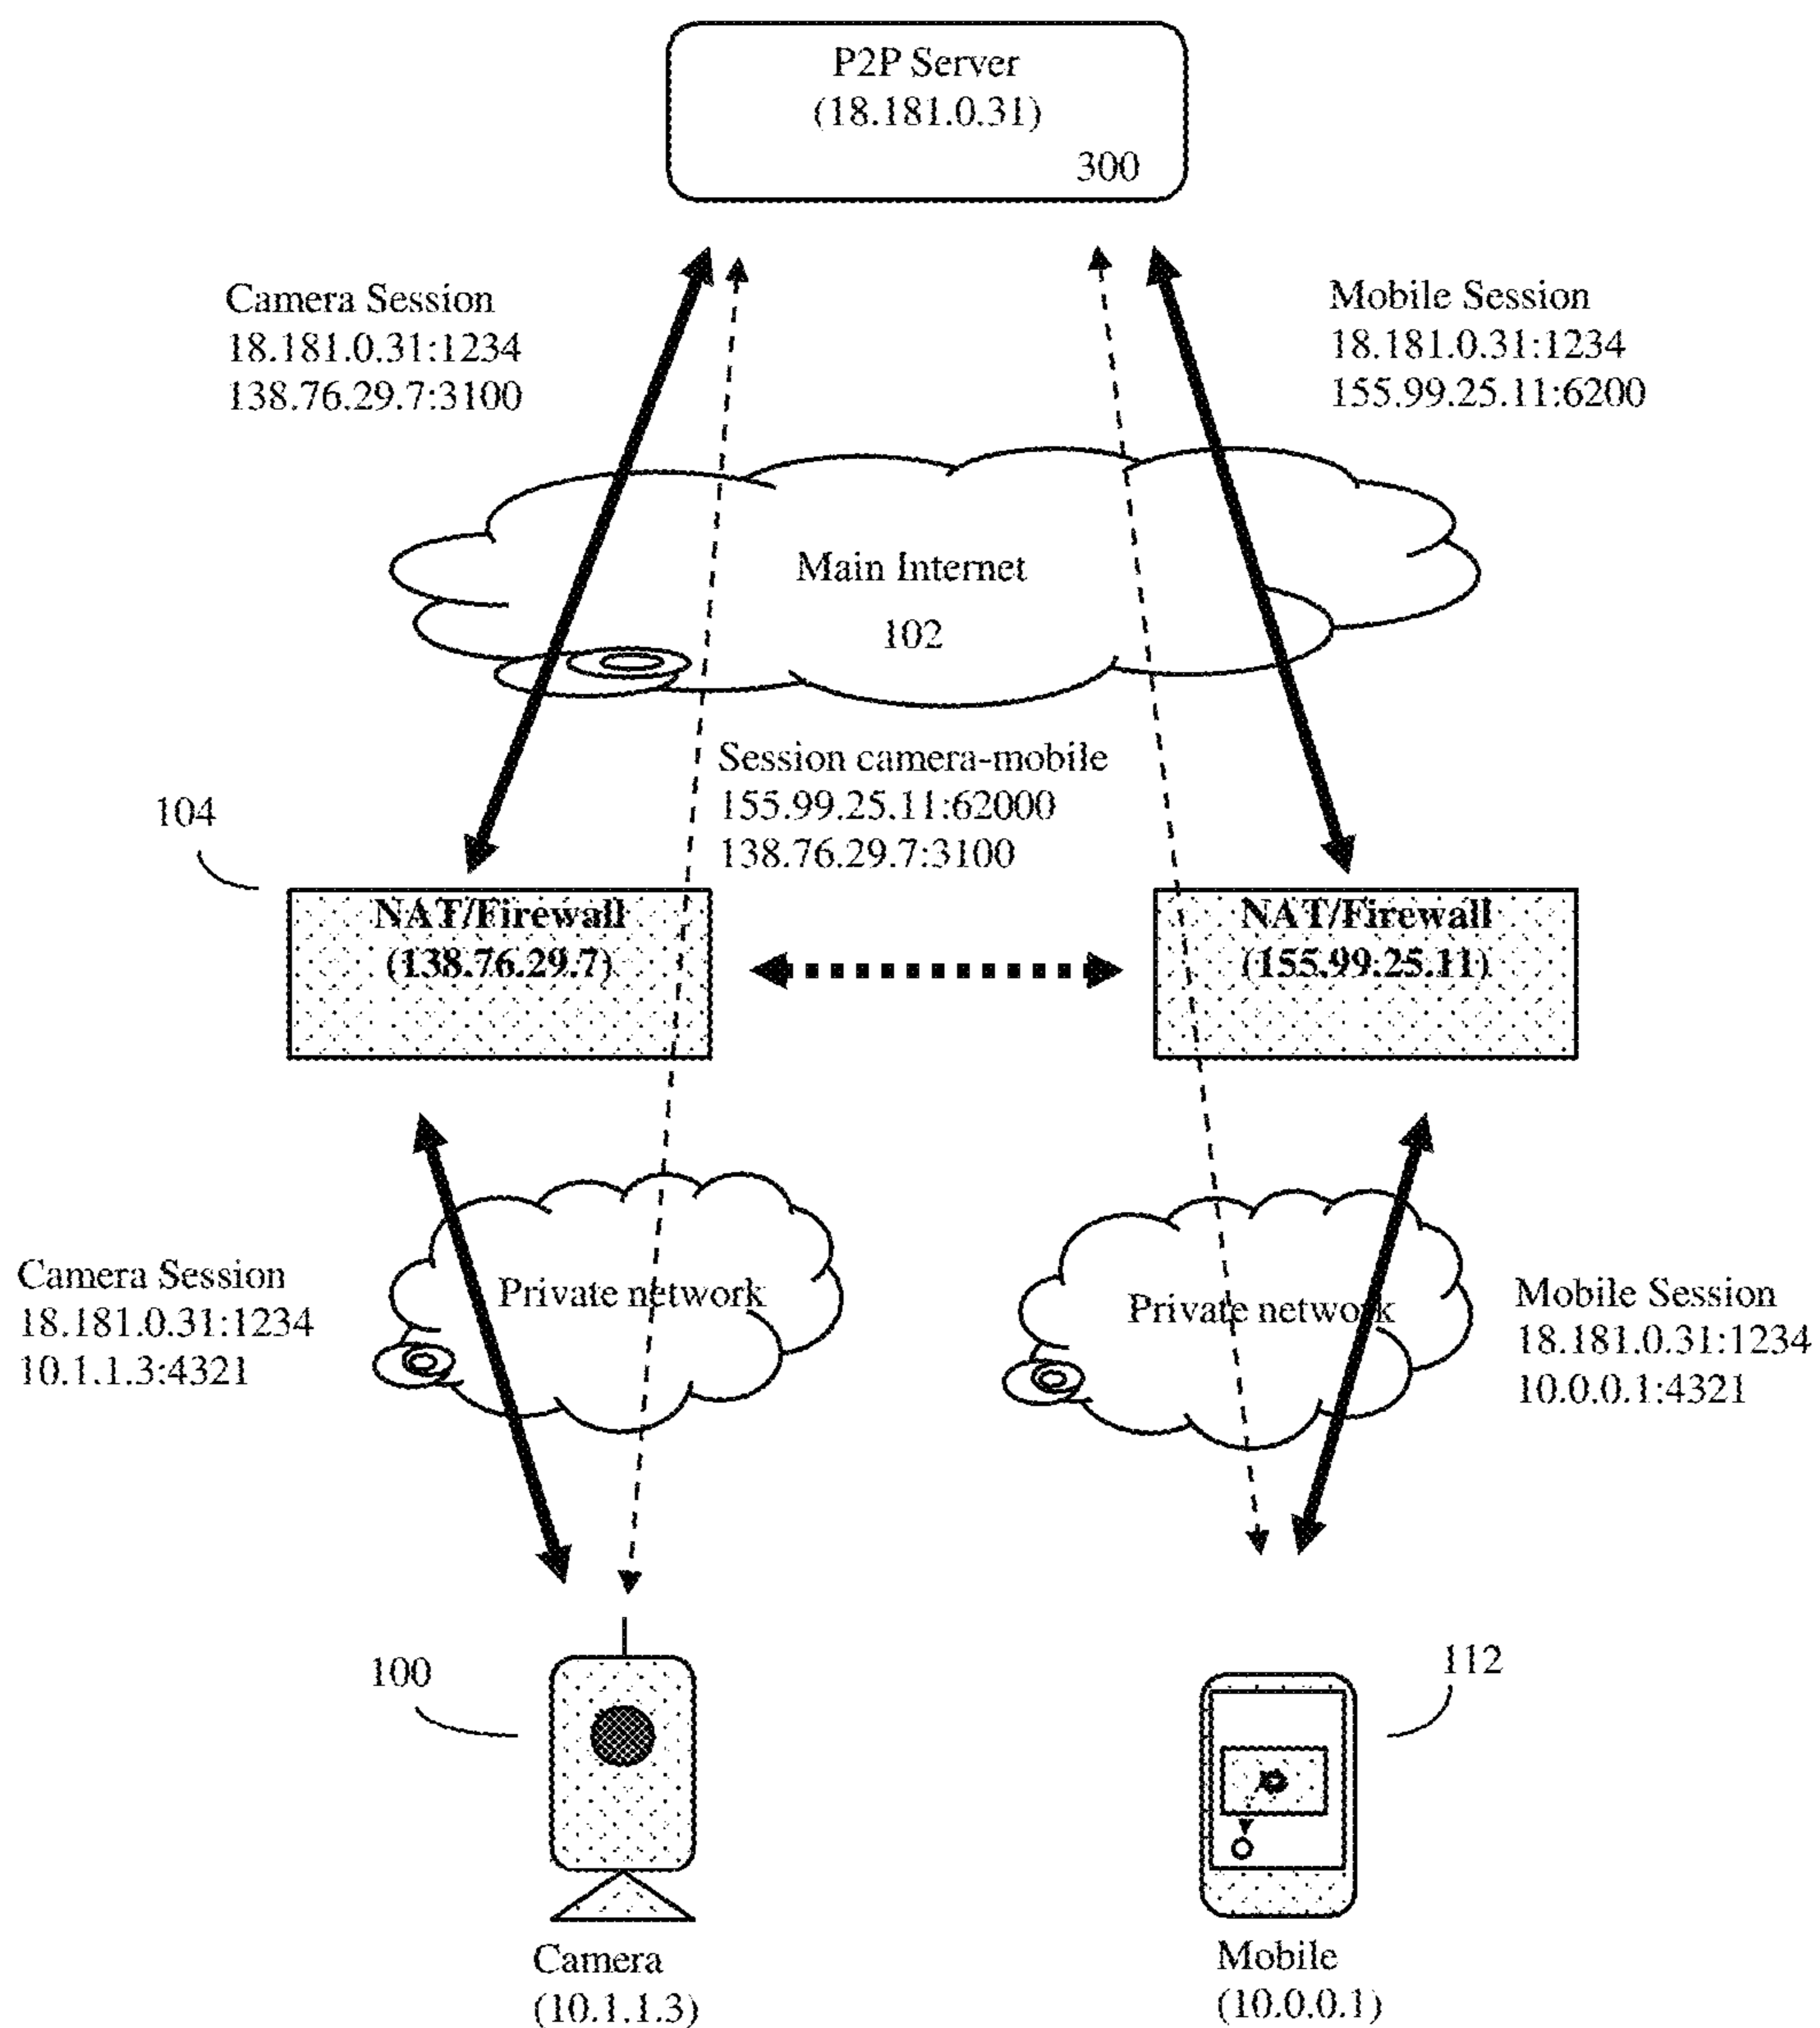 P2P Server
(18.181.0.31)
300
Camera Session
18.181.0.31:1234
138.76.29.7:3100
Mobile Session
18.181.0.31:1234
155.99.25.11:6200
Main Internet
102
Session camera-mobile
155.99.25.11:62000
138.76.29.7:3100
104
NAT/Firewall
(138.76.29.7)
NAT/Firewall
(155.99.25.11)
Camera Session
18.181.0.31:1234
10.1.1.3:4321
Private network
Private network
Mobile Session
18.181.0.31:1234
10.0.0.1:4321
100
112
Camera
(10.1.1.3)
Mobile
(10.0.0.1)